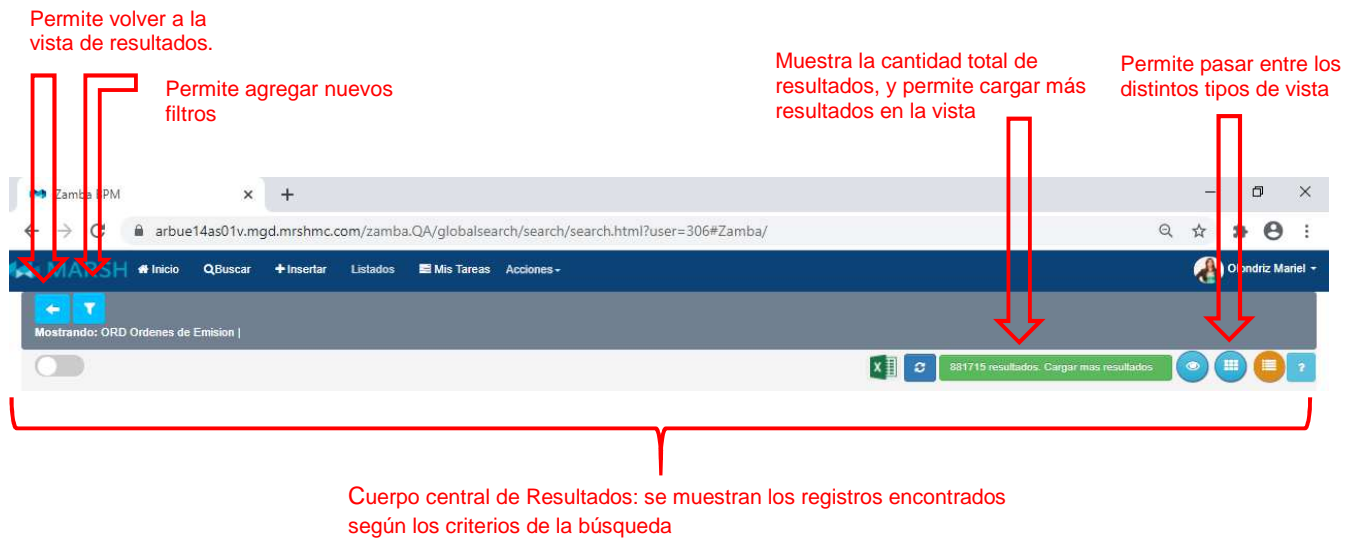 Permite volver a la
vista de resultados.
Permite agregar nuevos
filtros
Muestra la cantidad total de
resultados, y permite cargar más
resultados en la vista
Permite pasar entre los
distintos tipos de vista
Zamba BPM
arbue14as01v.mgd.mrshmc.com/zamba.QA/globalsearch/search/search.html?user=306#Zamba/
MARSH Inicio Buscar Insertar Listados Mis Tareas Acciones Olondriz Mariel
Mostrando: ORD Ordenes de Emision |
881715 resultados. Cargar mas resultados ?
Cuerpo central de Resultados: se muestran los registros encontrados
según los criterios de la búsqueda